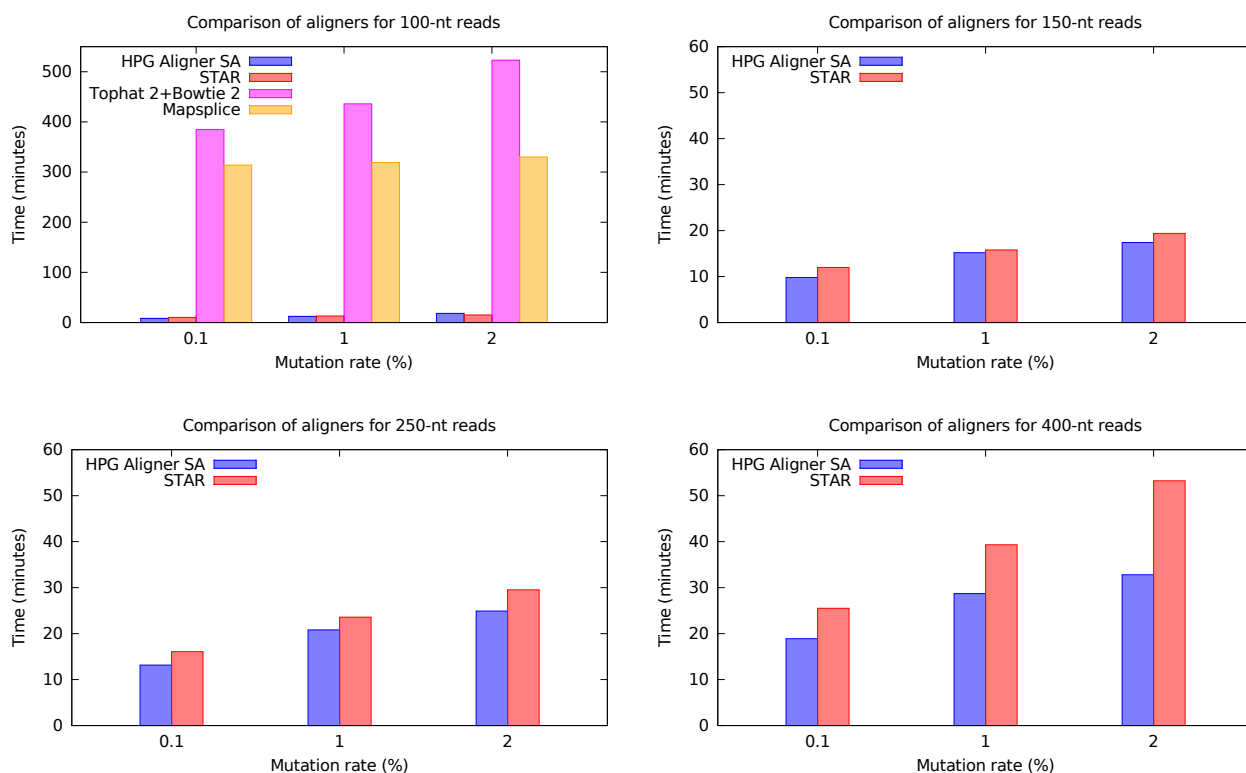 Comparison of aligners for 100-nt reads
Time (minutes)
500
400
300
200
100
0
HPG Aligner SA
STAR
Tophat 2+Bowtie 2
Mapsplice
0.1 1 2
Mutation rate (%)
Comparison of aligners for 150-nt reads
Time (minutes)
60
50
40
30
20
10
0
HPG Aligner SA
STAR
0.1 1 2
Mutation rate (%)
Comparison of aligners for 250-nt reads
Time (minutes)
60
50
40
30
20
10
0
HPG Aligner SA
STAR
0.1 1 2
Mutation rate (%)
Comparison of aligners for 400-nt reads
Time (minutes)
60
50
40
30
20
10
0
HPG Aligner SA
STAR
0.1 1 2
Mutation rate (%)